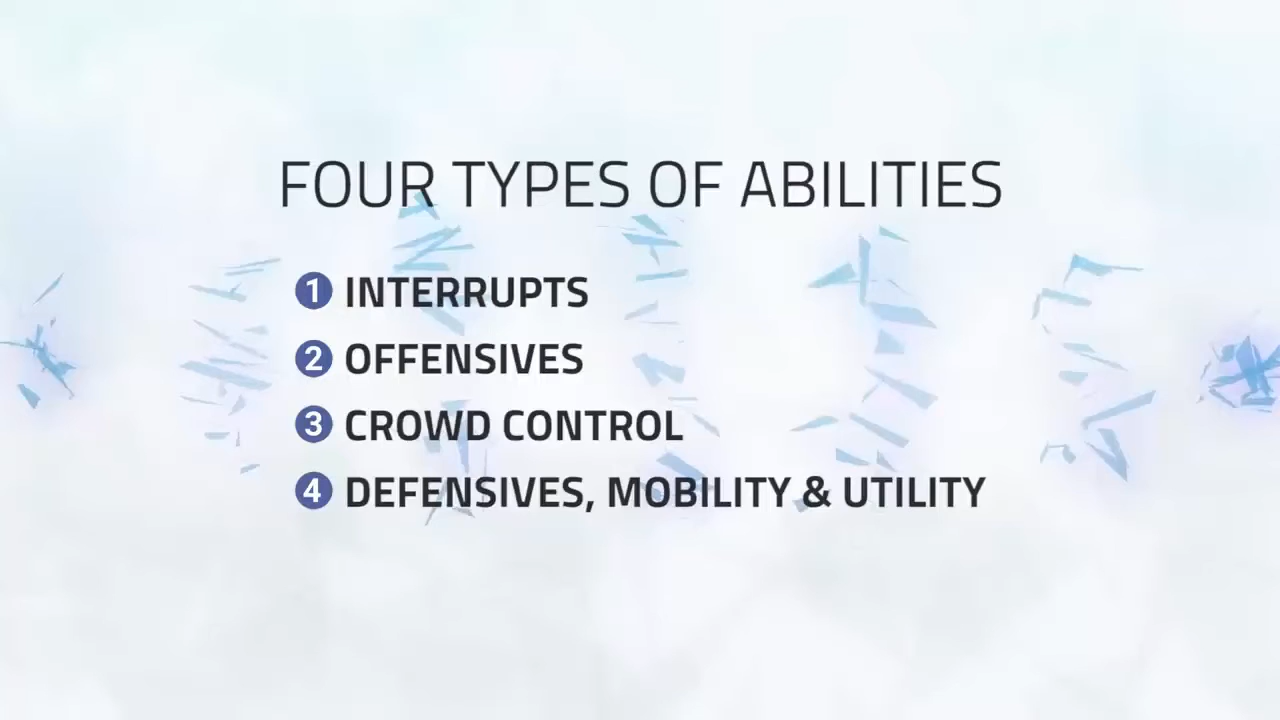 FOUR TYPES OF ABILITIES
1 INTERRUPTS
2 OFFENSIVES
3 CROWD CONTROL
4 DEFENSIVES, MOBILITY & UTILITY